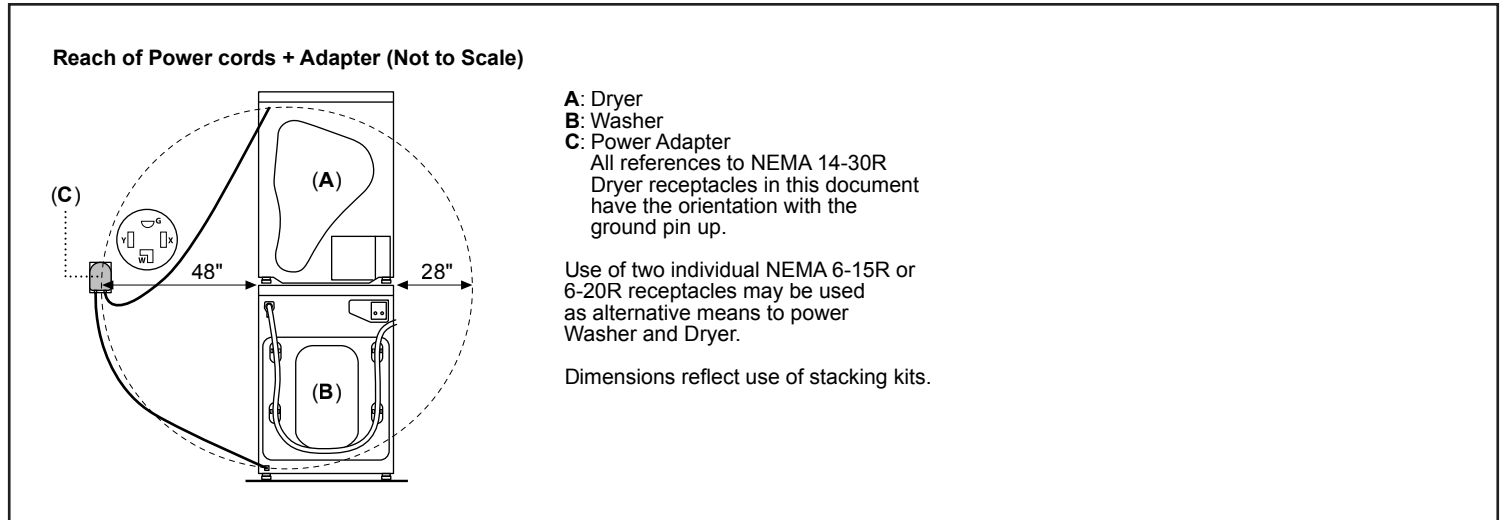 Reach of Power cords + Adapter (Not to Scale)
A: Dryer
B: Washer
C: Power Adapter
All references to NEMA 14-30R
Dryer receptacles in this document
have the orientation with the
ground pin up.
Use of two individual NEMA 6-15R or
6-20R receptacles may be used
as alternative means to power
Washer and Dryer.
Dimensions reflect use of stacking kits.
(A)
(C)
G
Y
X
W
48"
28"
(B)